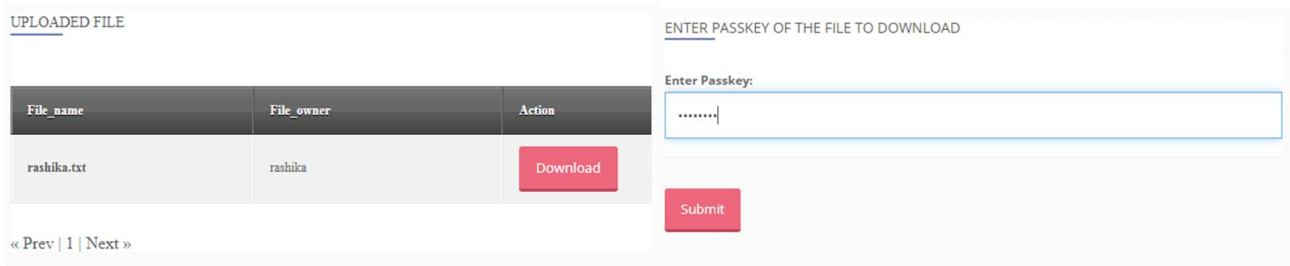 UPLOADED FILE
File_name File_owner Action
rashika.txt rashika Download
« Prev | 1 | Next »
ENTER PASSKEY OF THE FILE TO DOWNLOAD
Enter Passkey:
••••••••
Submit